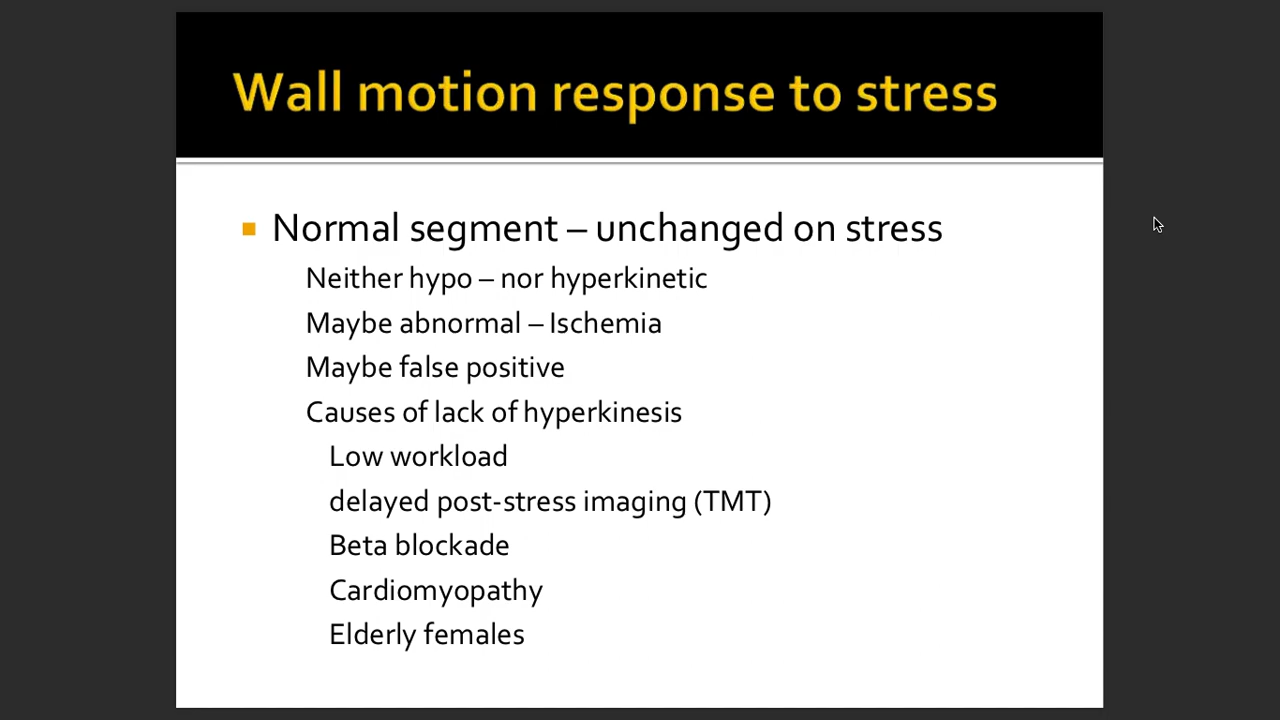 Wall motion response to stress
Normal segment – unchanged on stress
Neither hypo – nor hyperkinetic
Maybe abnormal – Ischemia
Maybe false positive
Causes of lack of hyperkinesis
Low workload
delayed post-stress imaging (TMT)
Beta blockade
Cardiomyopathy
Elderly females